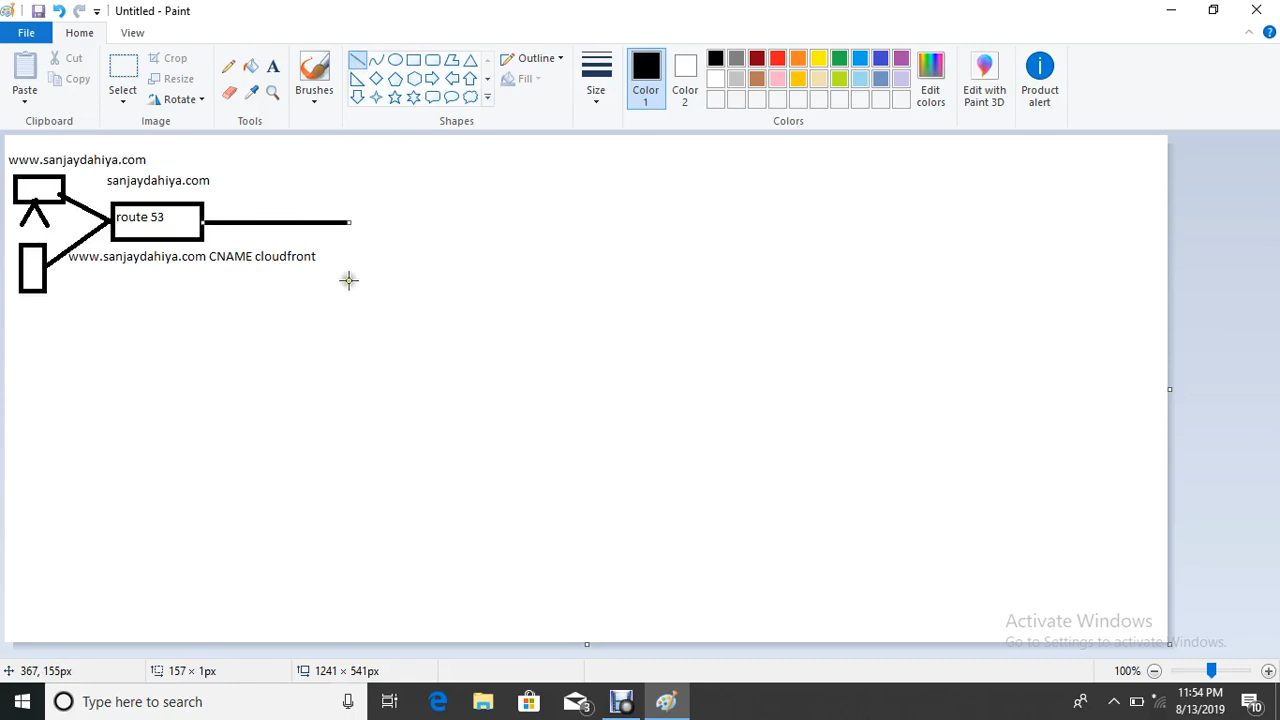 Untitled - Paint
File
Home
View
Paste
Cut
Copy
Clipboard
Select
Crop
Resize
Rotate
Image
A
Tools
Brushes
Outline
Fill
Shapes
Size
Color
1
Color
2
Edit
colors
Colors
Edit with
Paint 3D
Product
alert
www.sanjaydahiya.com
sanjaydahiya.com
route 53
www.sanjaydahiya.com CNAME cloudfront
Activate Windows
Go to Settings to activate Windows.
367, 155px
157 × 1px
1241 × 541px
100%
Type here to search
3
11:54 PM
8/13/2019
10